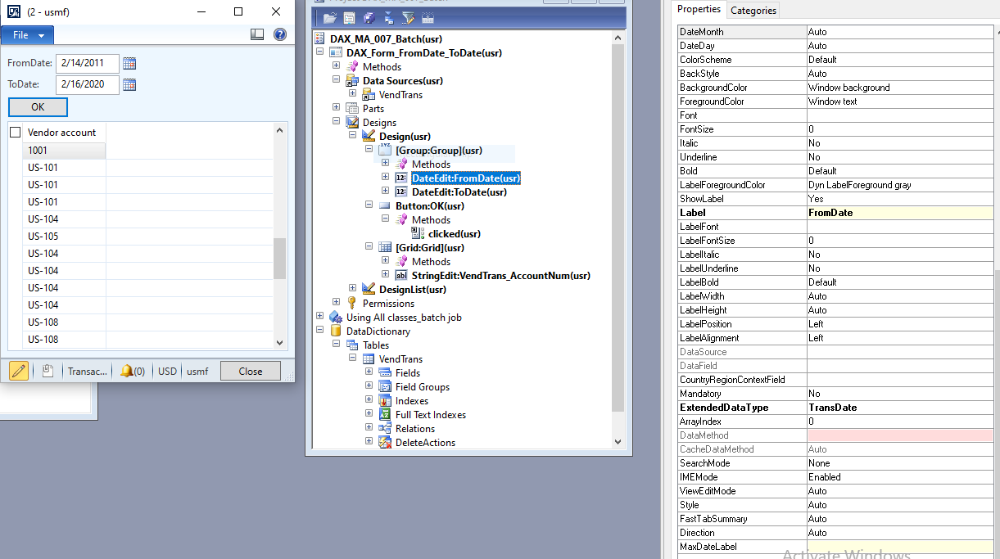 (2 - usmf)
File
FromDate: 2/14/2011
ToDate: 2/16/2020
OK
Vendor account
1001
US-101
US-101
US-101
US-104
US-105
US-104
US-104
US-104
US-104
US-108
US-108
Transac... (0) USD usmf Close
DAX_MA_007_Batch(usr)
DAX_Form_FromDate_ToDate(usr)
Methods
Data Sources(usr)
VendTrans
Parts
Designs
Design(usr)
[Group:Group](usr)
Methods
DateEdit:FromDate(usr)
DateEdit:ToDate(usr)
Button:OK(usr)
Methods
clicked(usr)
[Grid:Grid](usr)
Methods
StringEdit:VendTrans_AccountNum(usr)
DesignList(usr)
Permissions
Using All classes_batch job
DataDictionary
Tables
VendTrans
Fields
Field Groups
Indexes
Full Text Indexes
Relations
DeleteActions
Properties Categories
DateMonth Auto
DateDay Auto
ColorScheme Default
BackStyle Auto
BackgroundColor Window background
ForegroundColor Window text
Font
FontSize 0
Italic No
Underline No
Bold Default
LabelForegroundColor Dyn LabelForeground gray
ShowLabel Yes
Label FromDate
LabelFont
LabelFontSize 0
LabelItalic No
LabelUnderline No
LabelBold Default
LabelWidth Auto
LabelHeight Auto
LabelPosition Left
LabelAlignment Left
DataSource
DataField
CountryRegionContextField
Mandatory No
ExtendedDataType TransDate
ArrayIndex 0
DataMethod
CacheDataMethod Auto
SearchMode None
IMEMode Enabled
ViewEditMode Auto
Style Auto
FastTabSummary Auto
Direction Auto
MaxDateLabel
Activate Windows